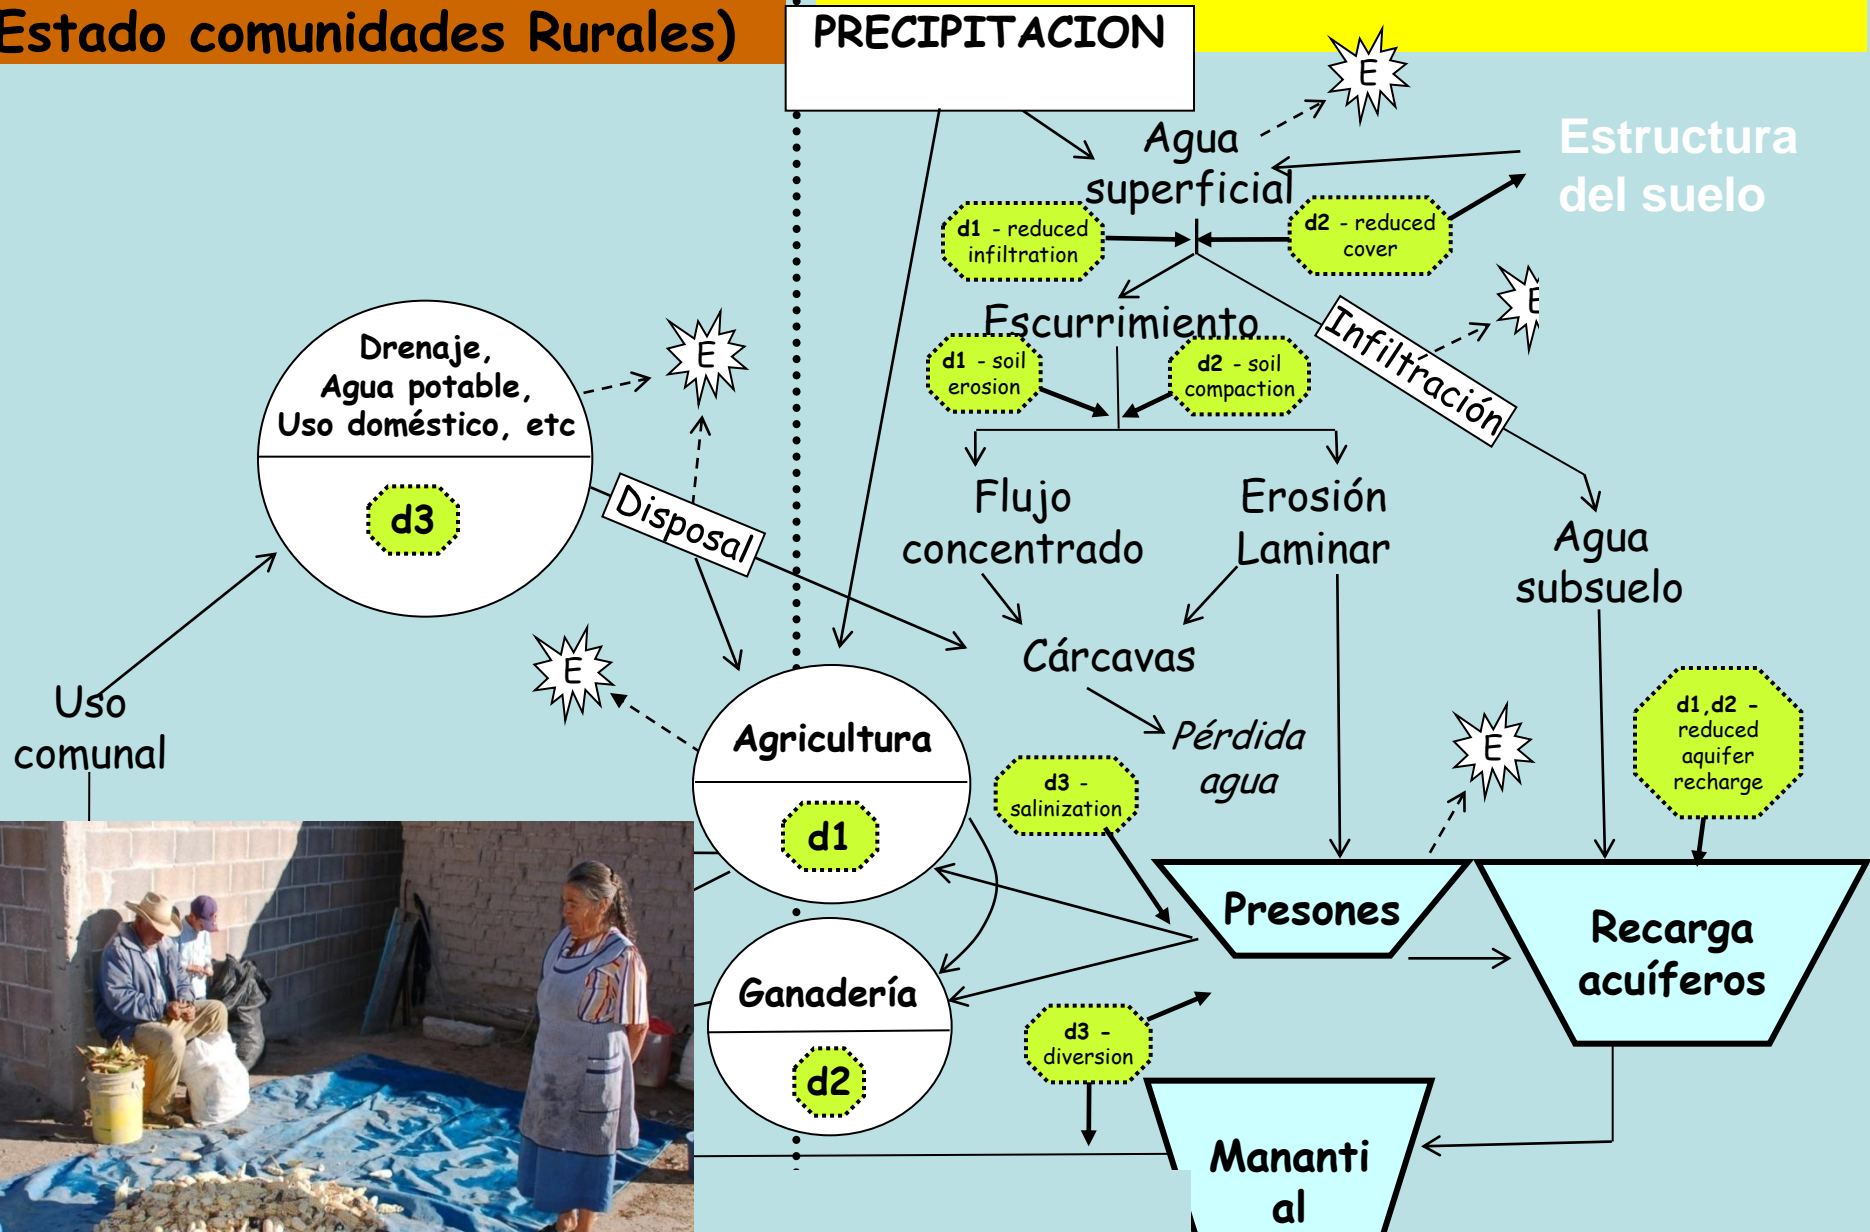 Estado comunidades Rurales)
PRECIPITACION
E
Agua
superficial
Estructura
del suelo
d1 - reduced
infiltration
d2 - reduced
cover
E
Escurrimiento
Infiltración
d1 - soil
erosion
d2 - soil
compaction
Drenaje,
Agua potable,
Uso doméstico, etc
d3
E
Disposal
Flujo
concentrado
Erosión
Laminar
Agua
subsuelo
Cárcavas
E
Uso
comunal
Pérdida
agua
Agricultura
d1
d3 -
salinization
E
d1,d2 -
reduced
aquifer
recharge
Presones
Recarga
acuíferos
Ganadería
d2
d3 -
diversion
Mananti
al